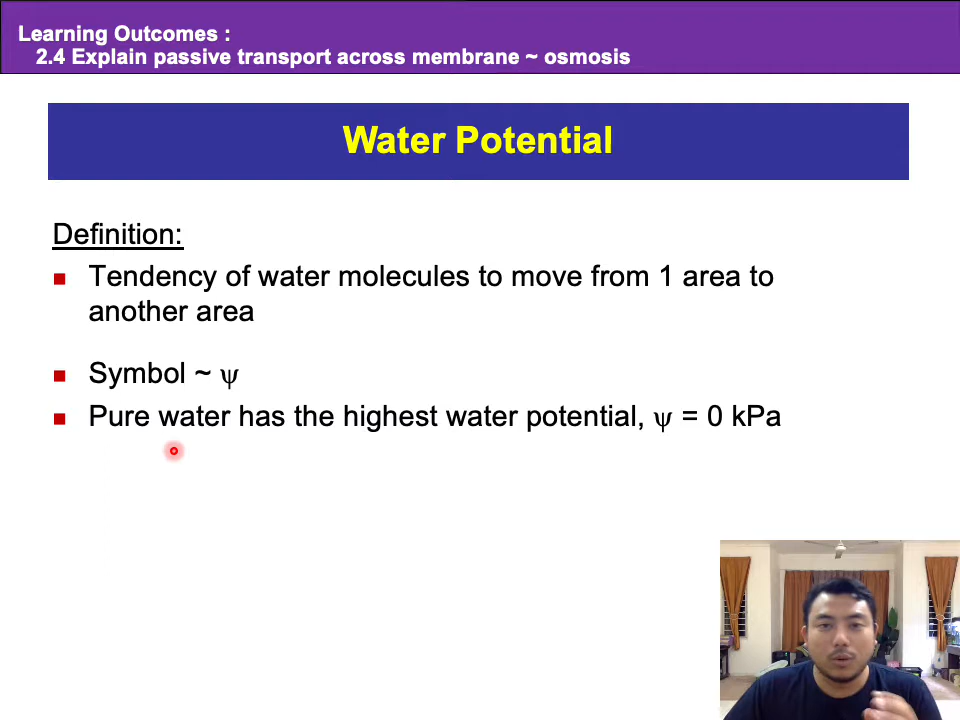 Learning Outcomes :
2.4 Explain passive transport across membrane ~ osmosis
Water Potential
Definition:
Tendency of water molecules to move from 1 area to
another area
Symbol ~ ψ
Pure water has the highest water potential, ψ = 0 kPa